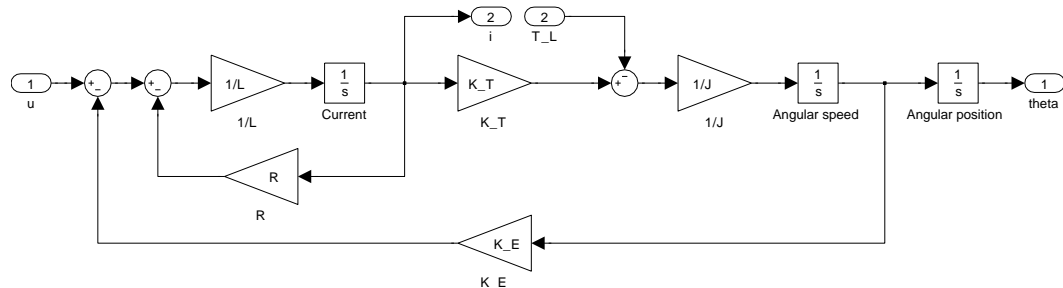 2
i
2
T_L
1
u
+
−
+
−
1/L
1/L
1
s
Current
K_T
K_T
−
+
1/J
1/J
1
s
Angular speed
1
s
Angular position
1
theta
R
R
K_E
K_E